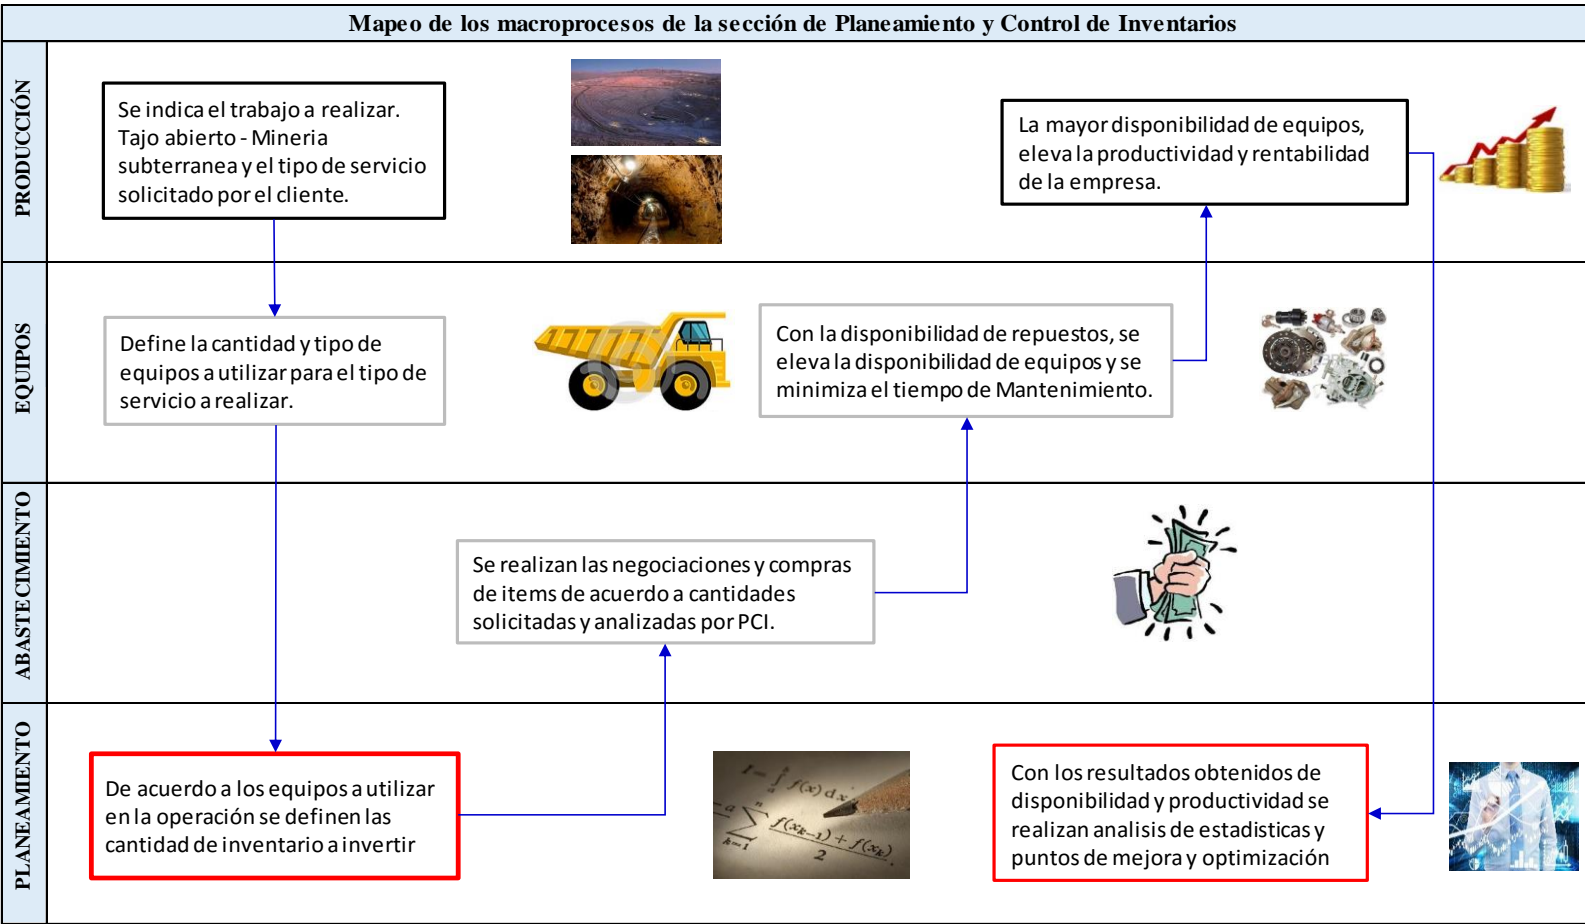 Mapeo de los macroprocesos de la sección de Planeamiento y Control de Inventarios
PRODUCCIÓN
Se indica el trabajo a realizar.
Tajo abierto - Mineria
subterranea y el tipo de servicio
solicitado por el cliente.
La mayor disponibilidad de equipos,
eleva la productividad y rentabilidad
de la empresa.
EQUIPOS
Define la cantidad y tipo de
equipos a utilizar para el tipo de
servicio a realizar.
Con la disponibilidad de repuestos, se
eleva la disponibilidad de equipos y se
minimiza el tiempo de Mantenimiento.
ABASTECIMIENTO
Se realizan las negociaciones y compras
de items de acuerdo a cantidades
solicitadas y analizadas por PCI.
PLANEAMIENTO
De acuerdo a los equipos a utilizar
en la operación se definen las
cantidad de inventario a invertir
Con los resultados obtenidos de
disponibilidad y productividad se
realizan analisis de estadisticas y
puntos de mejora y optimización